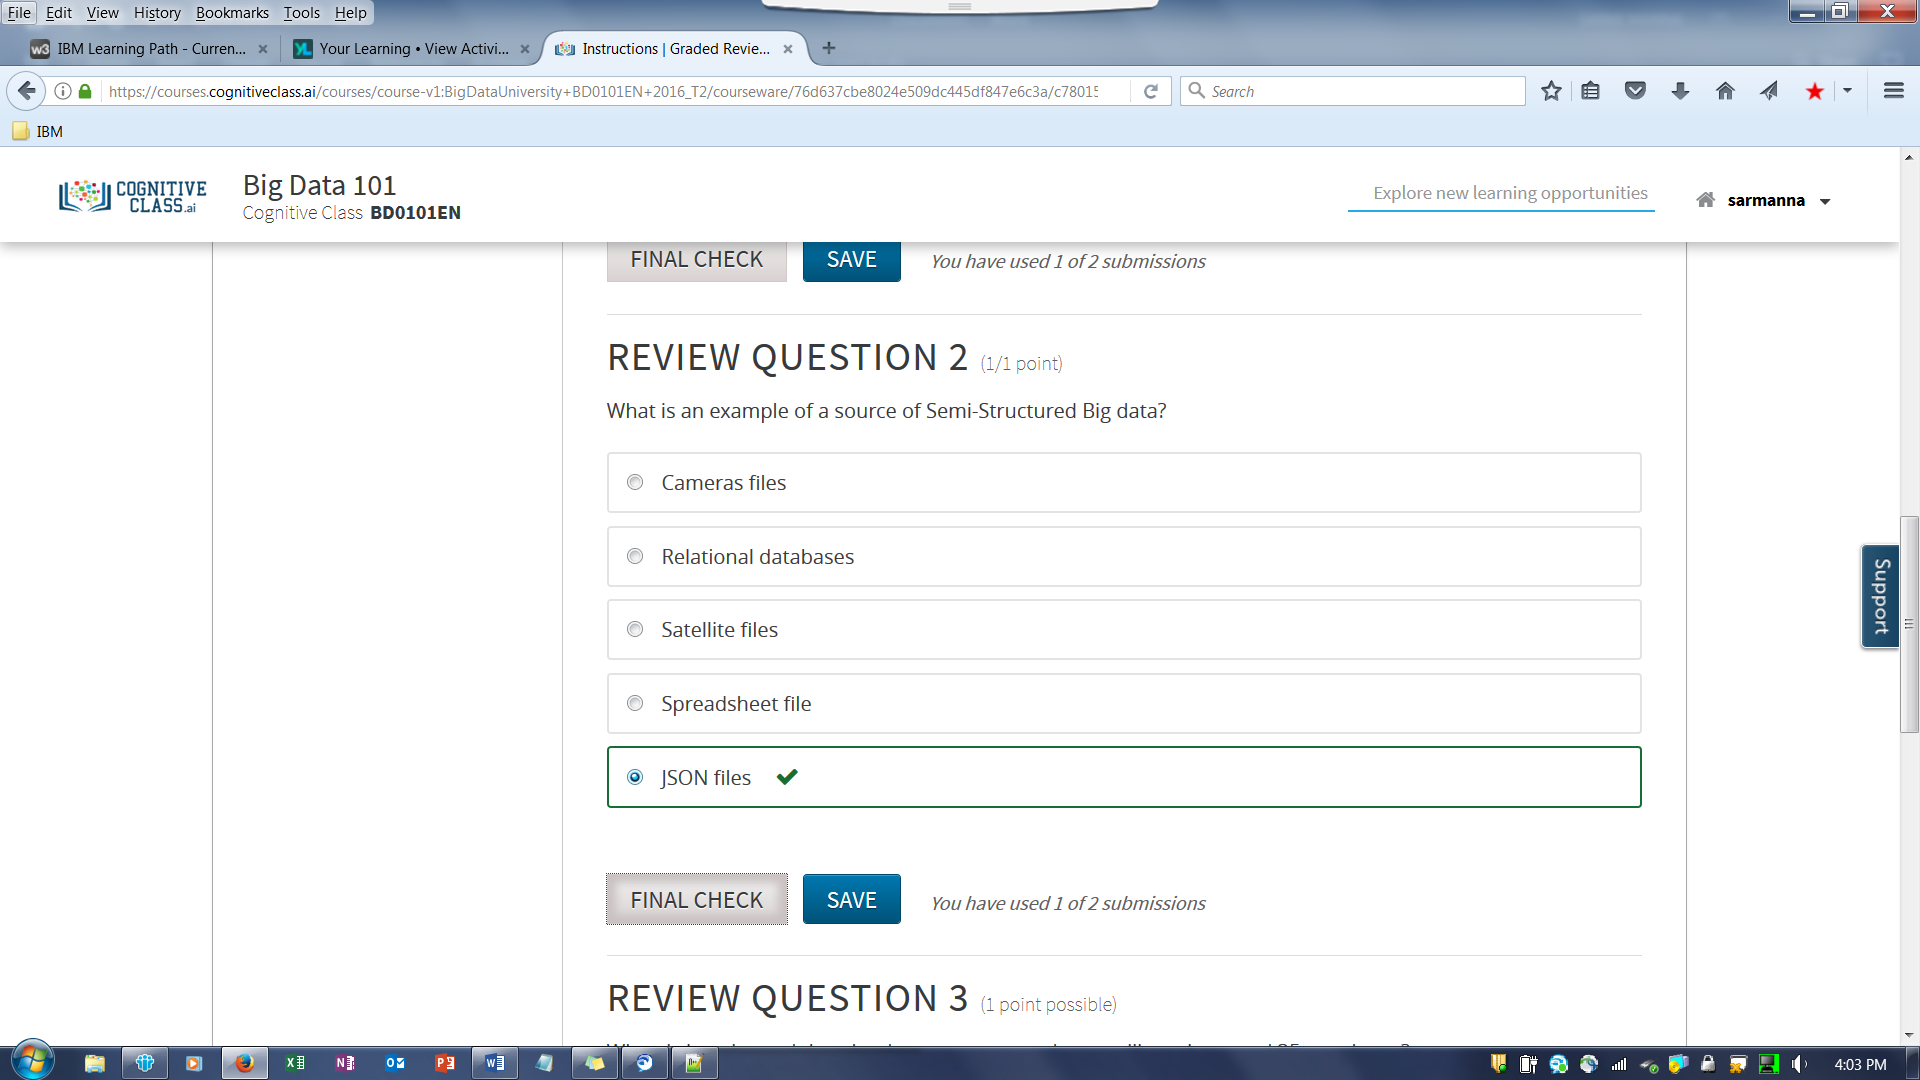 File Edit View History Bookmarks Tools Help
w3 IBM Learning Path - Curren... YL Your Learning • View Activi... Instructions | Graded Revie...
https://courses.cognitiveclass.ai/courses/course-v1:BigDataUniversity+BD0101EN+2016_T2/courseware/76d637cbe8024e509dc445df847e6c3a/c7801 Search
IBM
COGNITIVE CLASS.ai
Big Data 101
Cognitive Class BD0101EN
Explore new learning opportunities
sarmanna
FINAL CHECK SAVE You have used 1 of 2 submissions
REVIEW QUESTION 2 (1/1 point)
What is an example of a source of Semi-Structured Big data?
Cameras files
Relational databases
Satellite files
Spreadsheet file
JSON files
FINAL CHECK SAVE You have used 1 of 2 submissions
REVIEW QUESTION 3 (1 point possible)
Support
4:03 PM